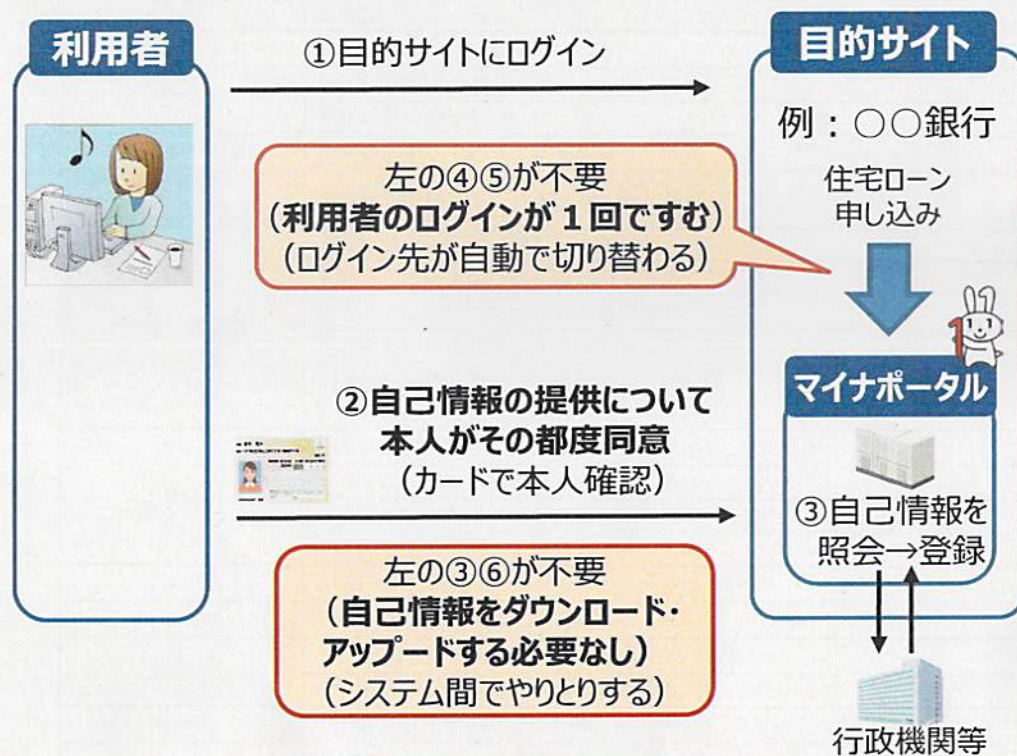 利用者
①目的サイトにログイン
目的サイト
例：○○銀行
住宅ローン
申し込み
左の④⑤が不要
（利用者のログインが１回ですむ）
（ログイン先が自動で切り替わる）
マイナポータル
②自己情報の提供について
本人がその都度同意
（カードで本人確認）
③自己情報を
照会→登録
左の③⑥が不要
（自己情報をダウンロード・
アップードする必要なし）
（システム間でやりとりする）
行政機関等